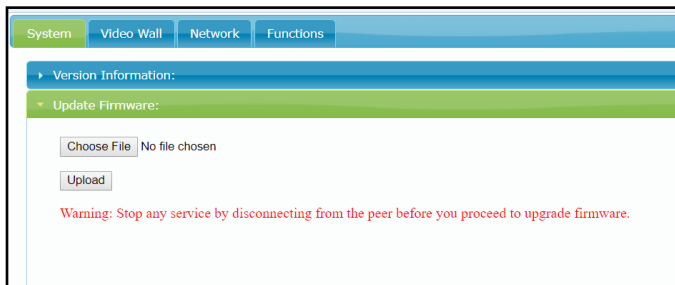 System Video Wall Network Functions
Version Information:
Update Firmware:
Choose File No file chosen
Upload
Warning: Stop any service by disconnecting from the peer before you proceed to upgrade firmware.